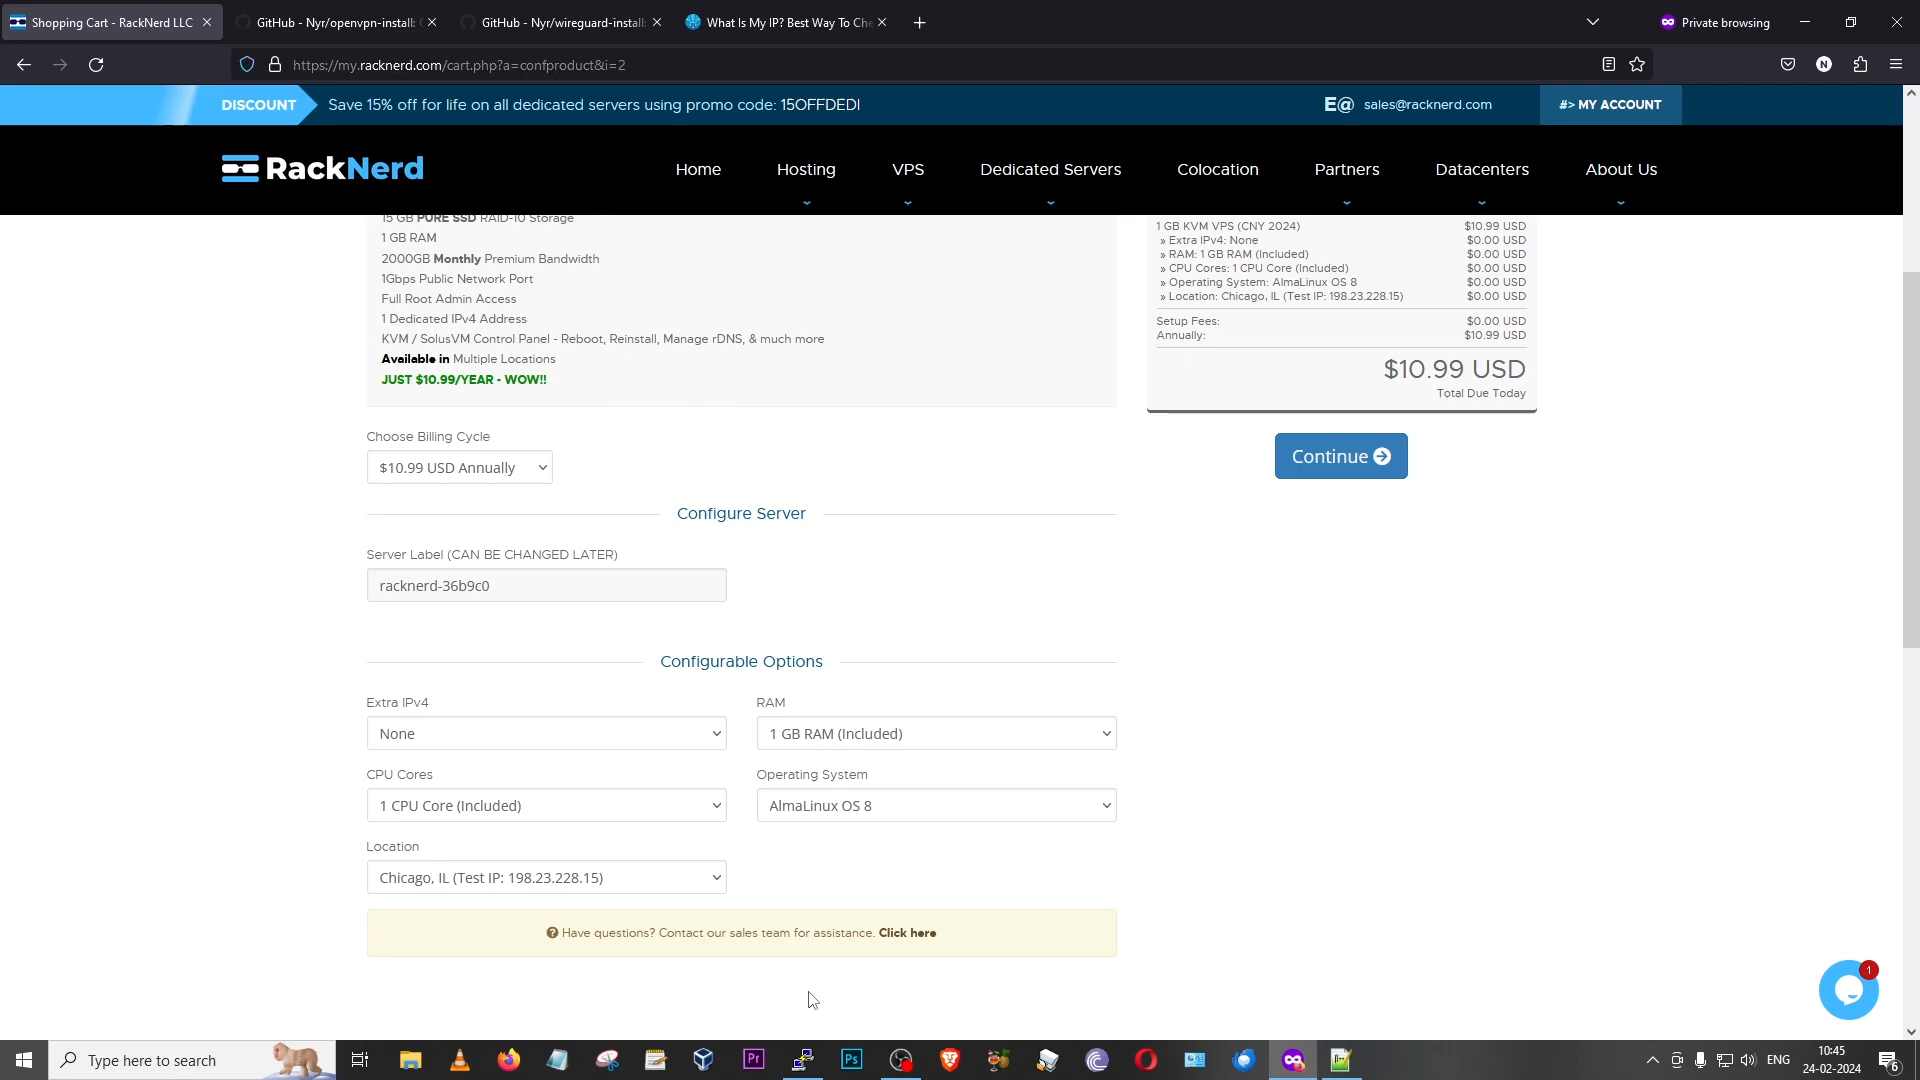 Shopping Cart - RackNerd LLC
GitHub - Nyr/openvpn-install:
GitHub - Nyr/wireguard-install
What Is My IP? Best Way To Che
Private browsing
https://my.racknerd.com/cart.php?a=confproduct&i=2
DISCOUNT
Save 15% off for life on all dedicated servers using promo code: 15OFFDEDI
sales@racknerd.com
#> MY ACCOUNT
RackNerd
Home
Hosting
VPS
Dedicated Servers
Colocation
Partners
Datacenters
About Us
15 GB PURE SSD RAID-10 Storage
1 GB RAM
2000GB Monthly Premium Bandwidth
1Gbps Public Network Port
Full Root Admin Access
1 Dedicated IPv4 Address
KVM / SolusVM Control Panel - Reboot, Reinstall, Manage rDNS, & much more
Available in Multiple Locations
JUST $10.99/YEAR - WOW!!
1 GB KVM VPS (CNY 2024) $10.99 USD
» Extra IPv4: None $0.00 USD
» RAM: 1 GB RAM (Included) $0.00 USD
» CPU Cores: 1 CPU Core (Included) $0.00 USD
» Operating System: AlmaLinux OS 8 $0.00 USD
» Location: Chicago, IL (Test IP: 198.23.228.15) $0.00 USD
Setup Fees: $0.00 USD
Annually: $10.99 USD
$10.99 USD
Total Due Today
Continue
Choose Billing Cycle
$10.99 USD Annually
Configure Server
Server Label (CAN BE CHANGED LATER)
racknerd-36b9c0
Configurable Options
Extra IPv4
None
RAM
1 GB RAM (Included)
CPU Cores
1 CPU Core (Included)
Operating System
AlmaLinux OS 8
Location
Chicago, IL (Test IP: 198.23.228.15)
Have questions? Contact our sales team for assistance. Click here
1
Type here to search
Pr
Ps
ENG
10:45
24-02-2024
6